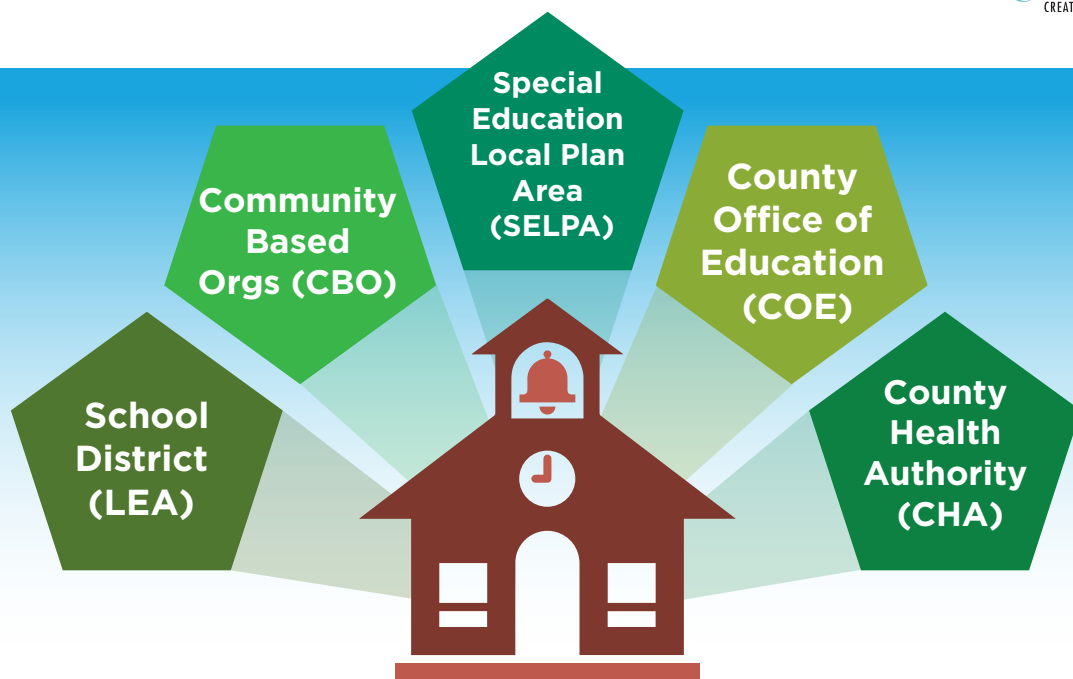 CREAT
Special
Education
Local Plan
Area
(SELPA)
Community
Based
Orgs (CBO)
County
Office of
Education
(COE)
School
District
(LEA)
County
Health
Authority
(CHA)